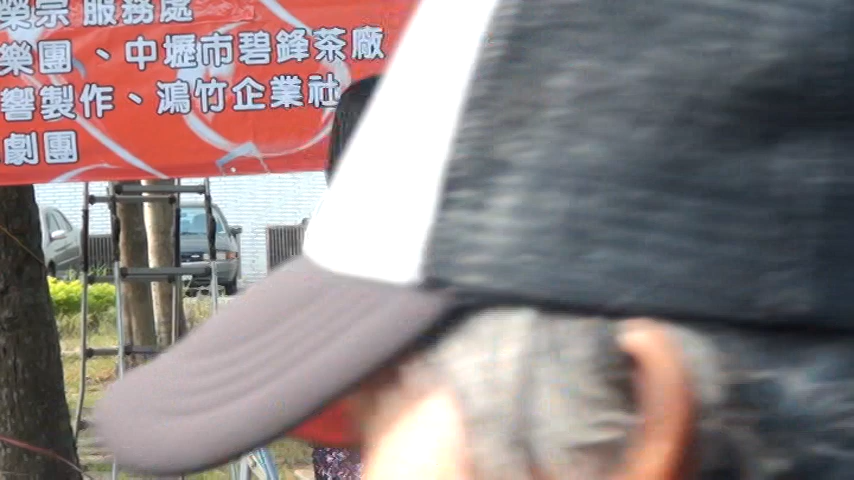 榮宗 服務處
樂團、中壢市碧鋒茶廠
響製作、鴻竹企業社
劇團